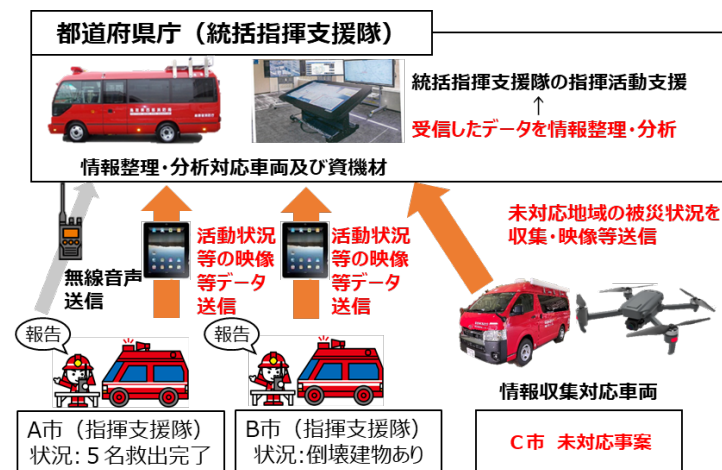 都道府県庁（統括指揮支援隊）
統括指揮支援隊の指揮活動支援
↑
受信したデータを情報整理・分析
情報整理・分析対応車両及び資機材
無線音声
送信
活動状況
等の映像
等データ
送信
活動状況
等の映像
等データ
送信
未対応地域の被災状況を
収集・映像等送信
報告
報告
情報収集対応車両
A市（指揮支援隊）
状況：５名救出完了
B市（指揮支援隊）
状況：倒壊建物あり
C市 未対応事案